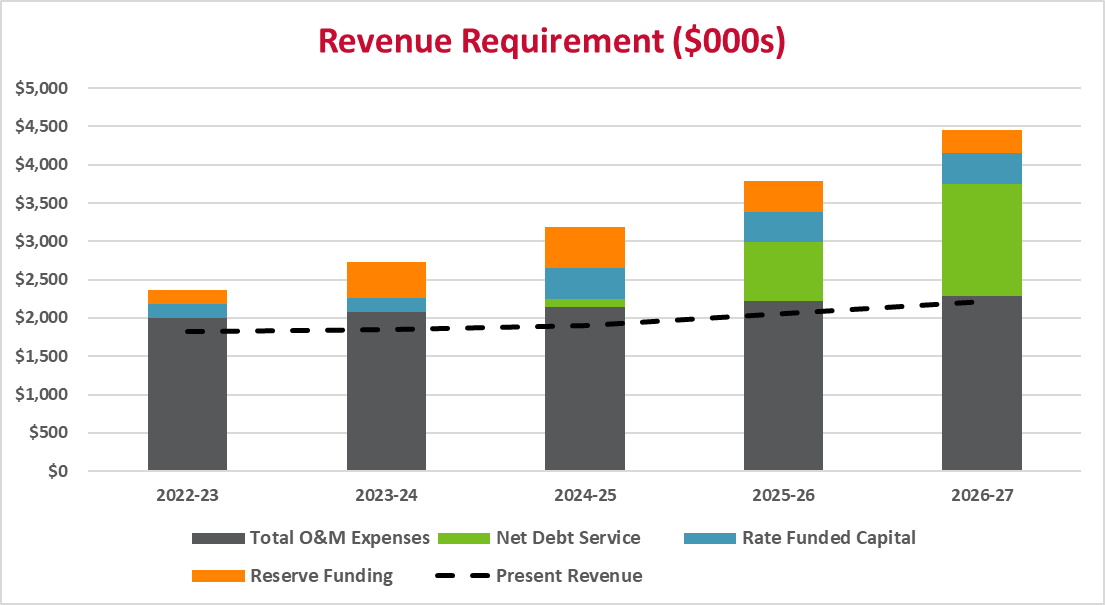 Revenue Requirement ($000s)
$5,000
$4,500
$4,000
$3,500
$3,000
$2,500
$2,000
$1,500
$1,000
$500
$0
2022-23 2023-24 2024-25 2025-26 2026-27
Total O&M Expenses Net Debt Service Rate Funded Capital
Reserve Funding Present Revenue